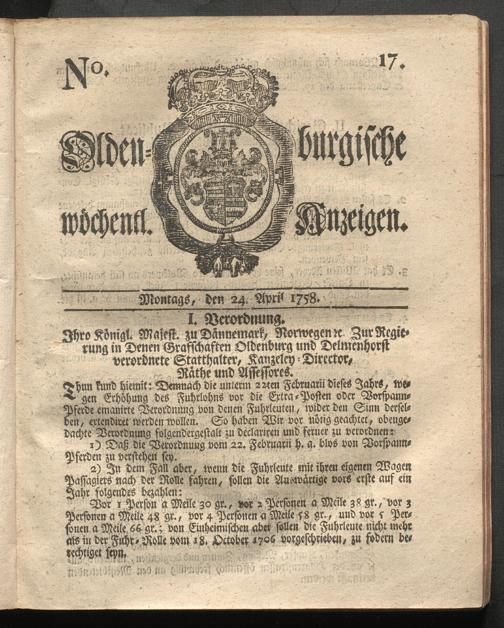 No. 17.
Olden= burgische
wöchentl. Anzeigen.
Montags, den 24. April 1758.
I. Verordnung.
Ihro Königl. Majest. zu Dännemark, Norwegen ꝛc. Zur Regie-
rung in Denen Graffschaften Oldenburg und Delmenhorst
verordnete Statthalter, Kanzeley-Director,
Räthe und Assessores.
Thun kund hiemit: Demnach die unterm 22ten Februarii dieses Jahrs, we-
gen Erhöhung des Fuhrlohns vor die Extra-Posten oder Vorspann-
Pferde emanirte Verordnung von denen Fuhrleuten, wider den Sinn dersel-
ben, extendiret werden wollen. So haben Wir vor nötig geachtet, obenge-
dachte Verordnung folgendergestalt zu declariren und ferner zu verordnen:
1) Daß die Verordnung vom 22. Februarii h. a. blos von Vorspann-
Pferden zu verstehen sey.
2) In dem Fall aber, wenn die Fuhrleute mit ihren eigenen Wagen
Passagiers nach der Rolle fahren, sollen die Auswärtige vors erste auf ein
Jahr folgendes bezahlen:
Vor 1 Person a Meile 30 gr., vor 2 Personen a Meile 38 gr., vor 3
Personen a Meile 48 gr., vor 4 Personen a Meile 58 gr., und vor 5 Per-
sonen a Meile 66 gr.; von Einheimischen aber sollen die Fuhrleute nicht mehr
als in der Fuhr-Rolle vom 18. October 1706 vorgeschrieben, zu fodern be-
rechtiget seyn.